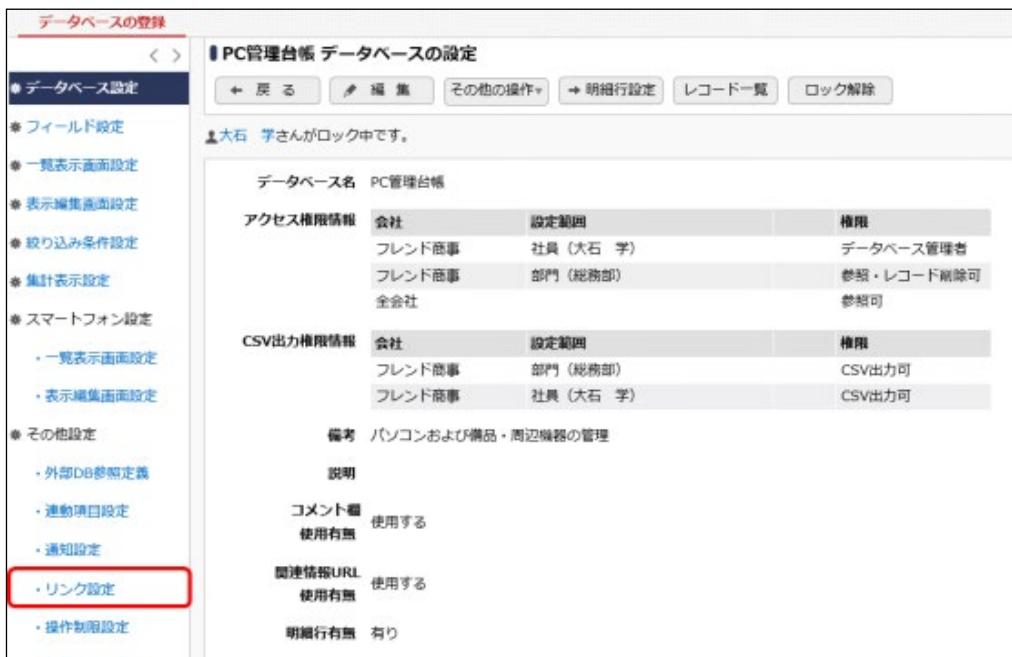 データベースの登録
< >
データベース設定
フィールド設定
一覧表示画面設定
表示編集画面設定
絞り込み条件設定
集計表示設定
スマートフォン設定
・一覧表示画面設定
・表示編集画面設定
その他設定
・外部DB参照定義
・連動項目設定
・通知設定
・リンク設定
・操作制限設定
PC管理台帳 データベースの設定
← 戻 る 編 集 その他の操作▾ → 明細行設定 レコード一覧 ロック解除
大石 学さんがロック中です。
データベース名 PC管理台帳
アクセス権限情報 会社 設定範囲 権限
フレンド商事 社員（大石 学） データベース管理者
フレンド商事 部門（総務部） 参照・レコード削除可
全会社 参照可
CSV出力権限情報 会社 設定範囲 権限
フレンド商事 部門（総務部） CSV出力可
フレンド商事 社員（大石 学） CSV出力可
備考 パソコンおよび備品・周辺機器の管理
説明
コメント欄
使用有無 使用する
関連情報URL
使用有無 使用する
明細行有無 有り